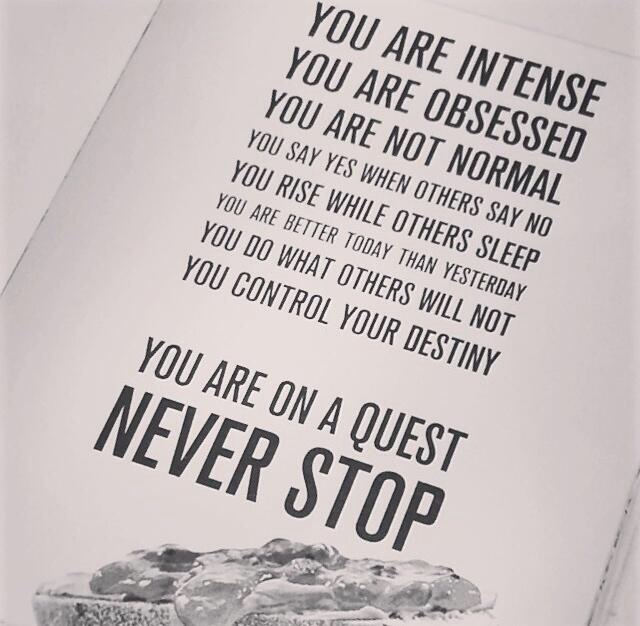 YOU ARE INTENSE
YOU ARE OBSESSED
YOU ARE NOT NORMAL
YOU SAY YES WHEN OTHERS SAY NO
YOU RISE WHILE OTHERS SLEEP
YOU ARE BETTER TODAY THAN YESTERDAY
YOU DO WHAT OTHERS WILL NOT
YOU CONTROL YOUR DESTINY
YOU ARE ON A QUEST
NEVER STOP